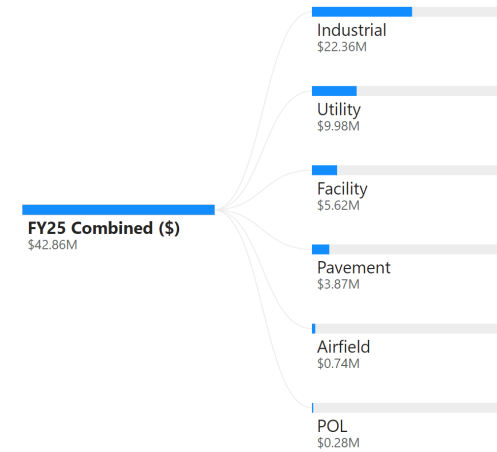 FY25 Combined ($)
$42.86M
Industrial
$22.36M
Utility
$9.98M
Facility
$5.62M
Pavement
$3.87M
Airfield
$0.74M
POL
$0.28M